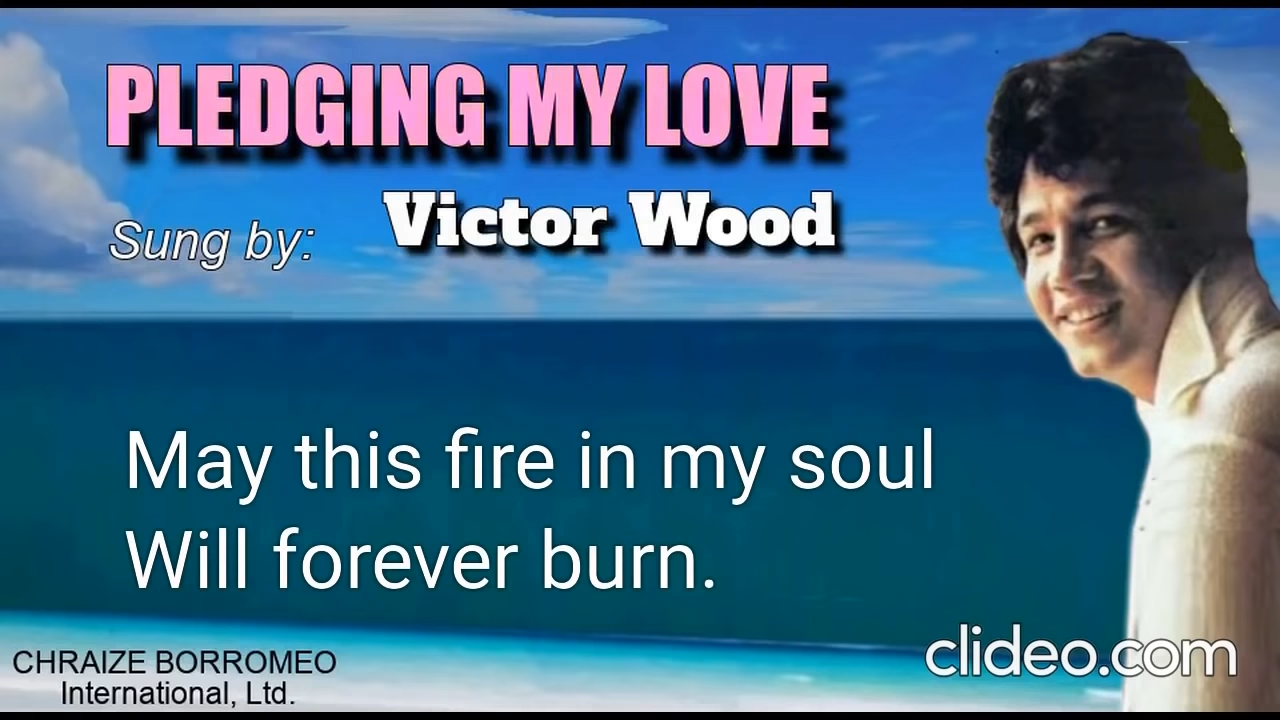 PLEDGING MY LOVE
Sung by: Victor Wood
May this fire in my soul
Will forever burn.
CHRAIZE BORROMEO
International, Ltd.
clideo.com